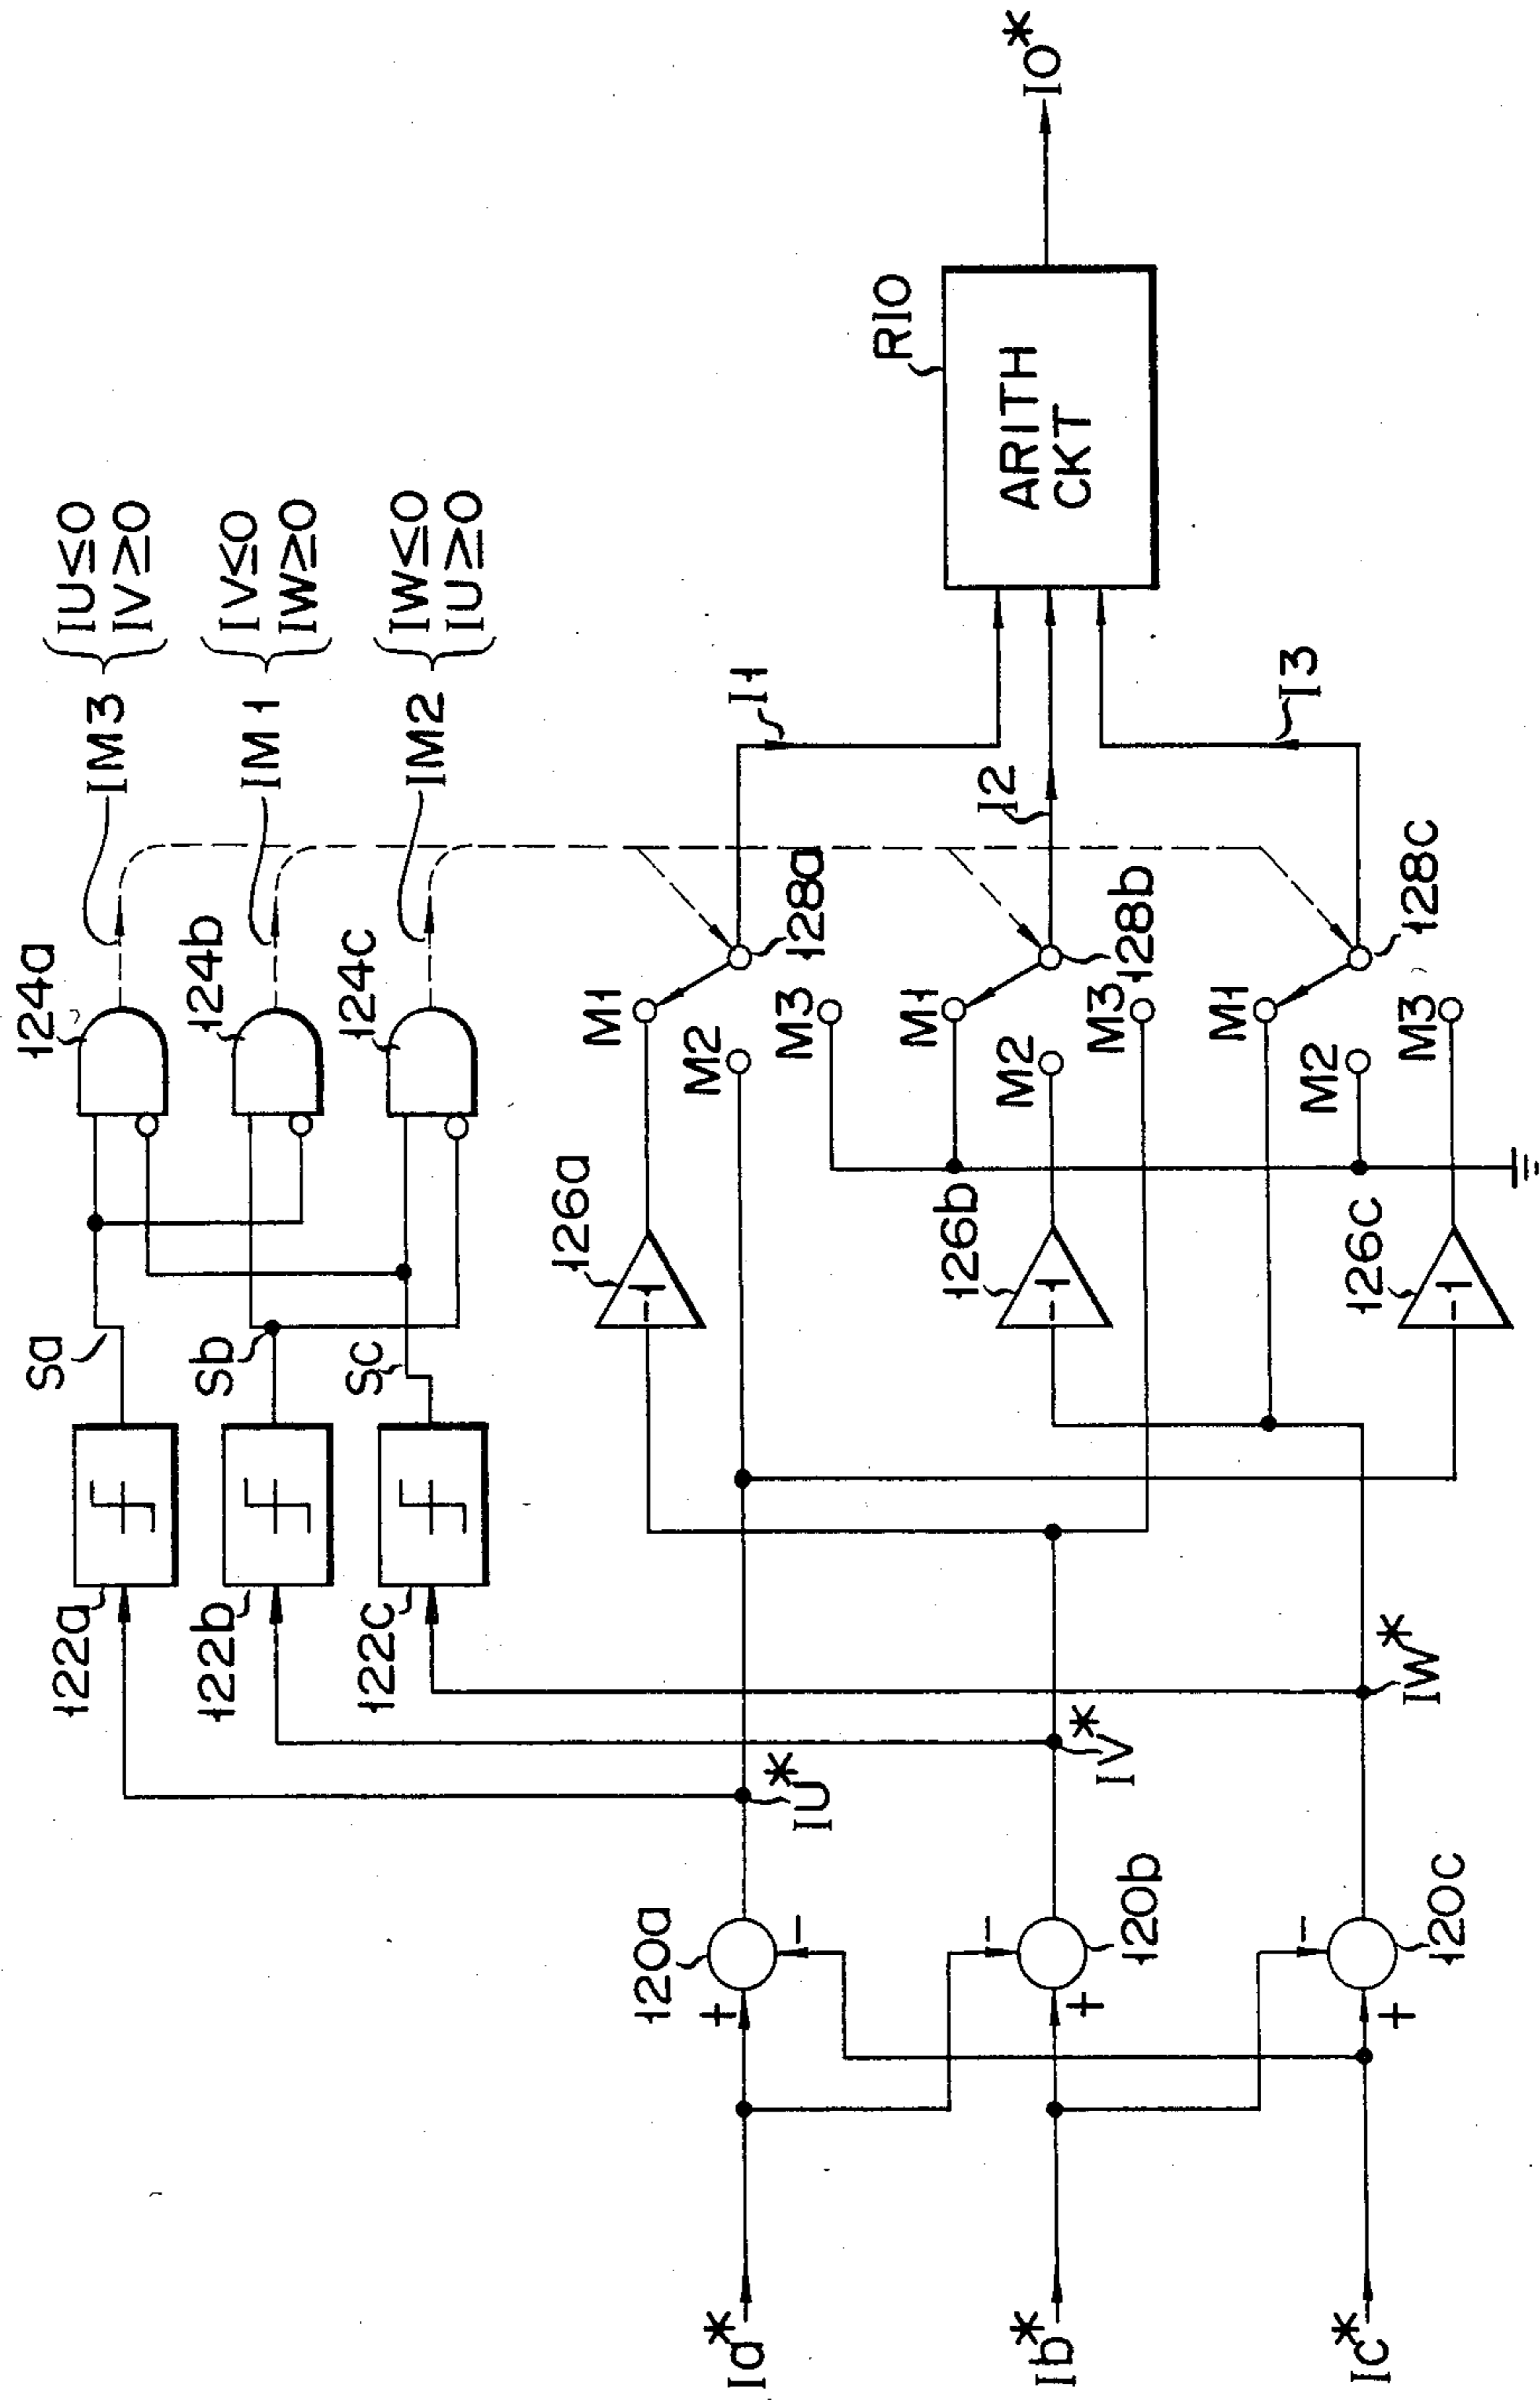 122a
Sa
124a
IM3
IU≤0
IV≥0
122b
Sb
124b
IM1
IV≤0
IW≥0
122c
Sc
124c
IM2
IW≤0
IU≥0
126a
-1
M1
M2
M3
128a
I1
Ia*
120a
+
-
IU*
126b
-1
M1
M2
M3
128b
I2
R10
ARITH
CKT
IO*
Ib*
120b
+
-
IV*
126c
-1
M1
M2
M3
128c
I3
Ic*
120c
+
-
IW*